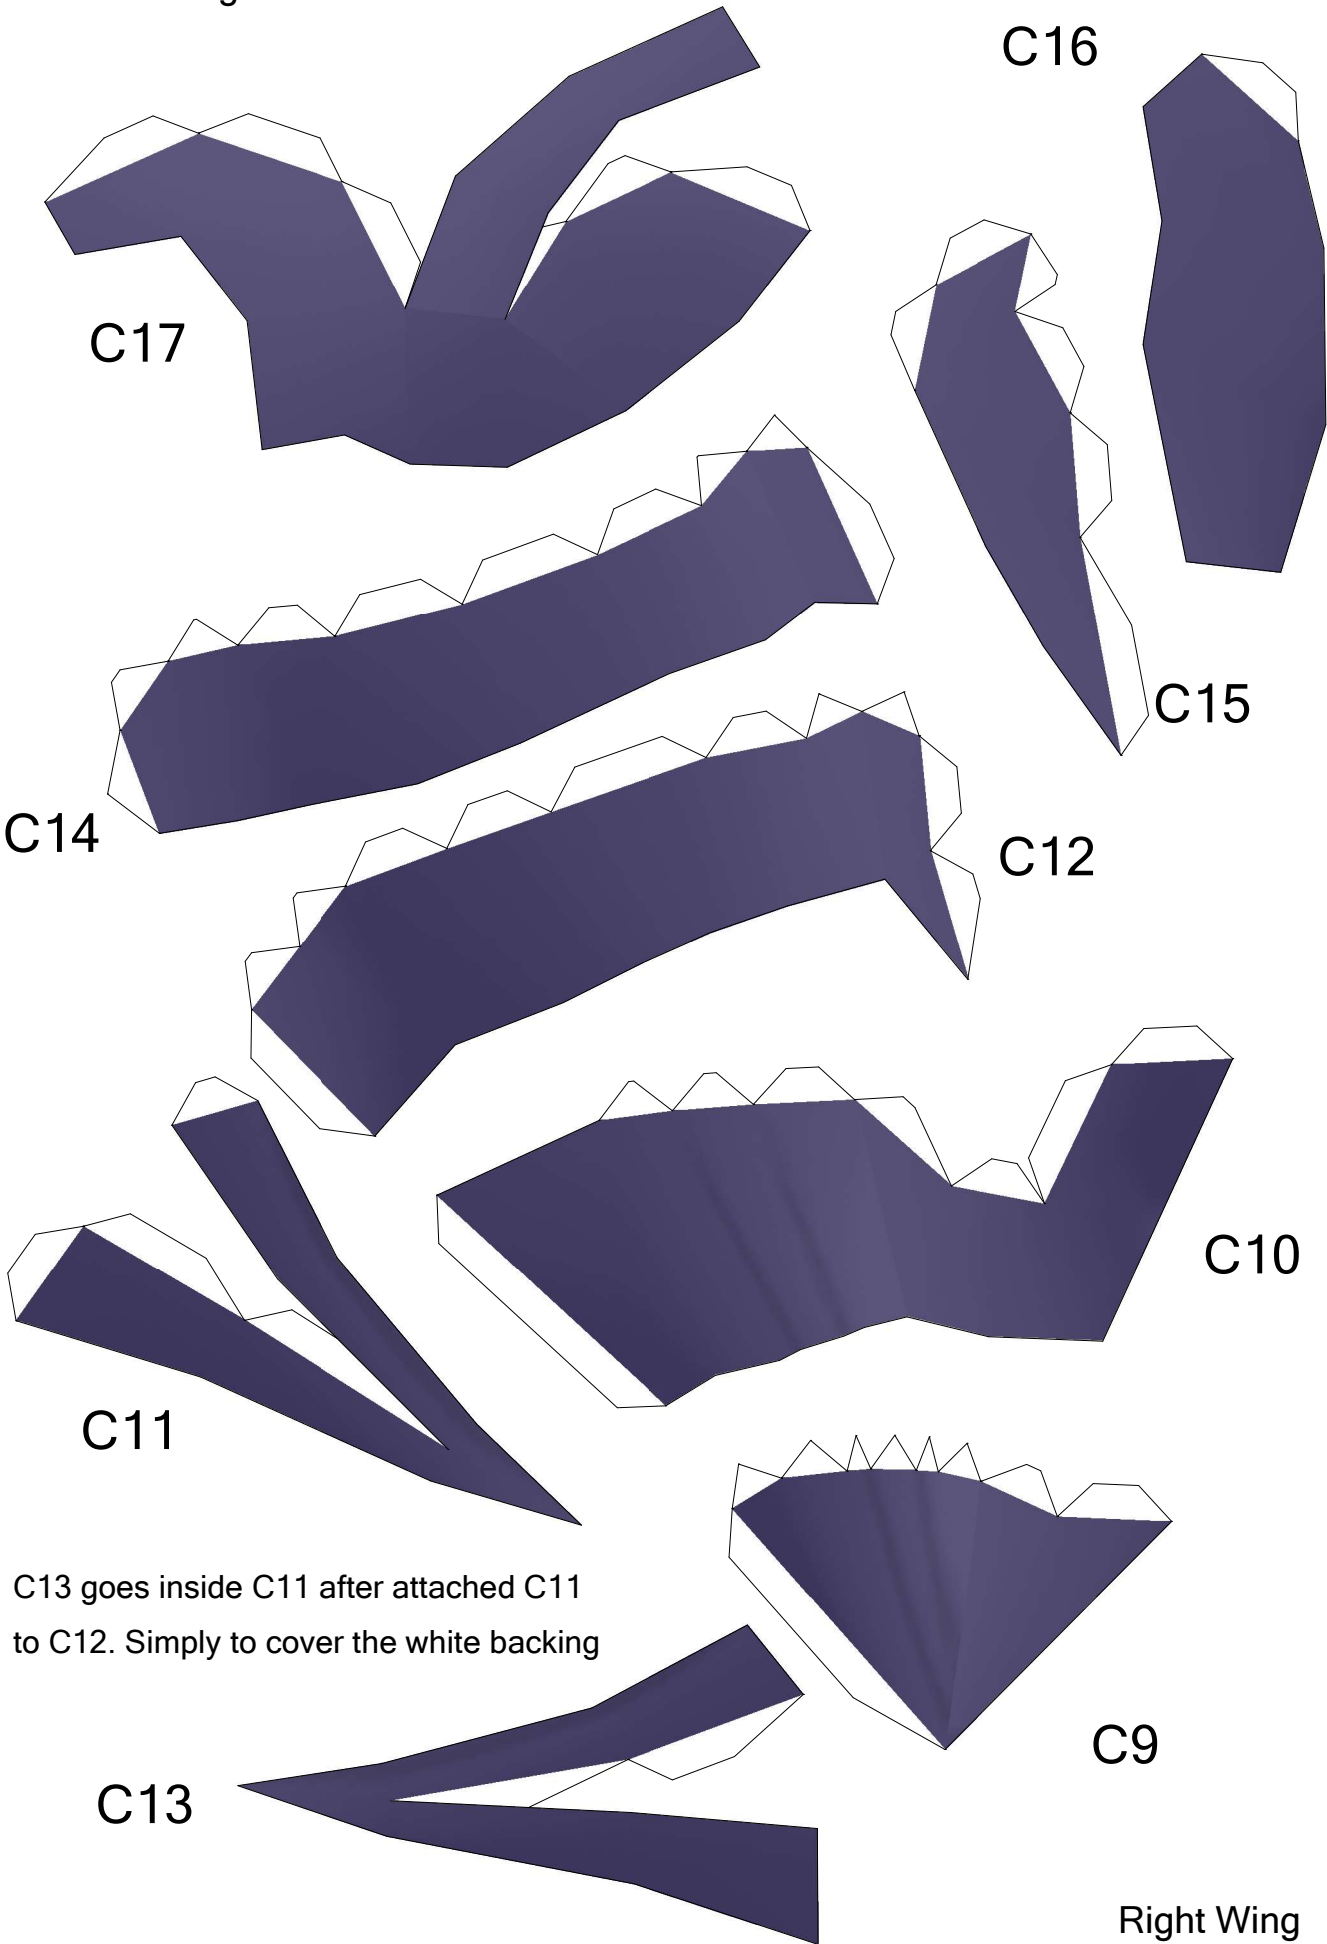 C16
C17
C15
C14
C12
C10
C11
C13 goes inside C11 after attached C11
to C12. Simply to cover the white backing
C9
C13
Right Wing